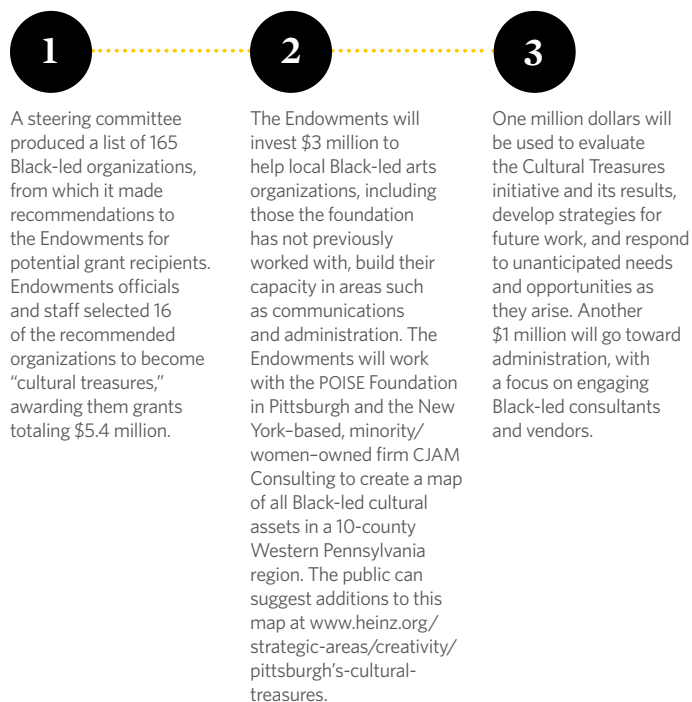 1
A steering committee
produced a list of 165
Black-led organizations,
from which it made
recommendations to
the Endowments for
potential grant recipients.
Endowments officials
and staff selected 16
of the recommended
organizations to become
“cultural treasures,”
awarding them grants
totaling $5.4 million.
2
The Endowments will
invest $3 million to
help local Black-led arts
organizations, including
those the foundation
has not previously
worked with, build their
capacity in areas such
as communications
and administration. The
Endowments will work
with the POISE Foundation
in Pittsburgh and the New
York–based, minority/
women–owned firm CJAM
Consulting to create a map
of all Black-led cultural
assets in a 10-county
Western Pennsylvania
region. The public can
suggest additions to this
map at www.heinz.org/
strategic-areas/creativity/
pittsburgh’s-cultural-
treasures.
3
One million dollars will
be used to evaluate
the Cultural Treasures
initiative and its results,
develop strategies for
future work, and respond
to unanticipated needs
and opportunities as
they arise. Another
$1 million will go toward
administration, with
a focus on engaging
Black-led consultants
and vendors.